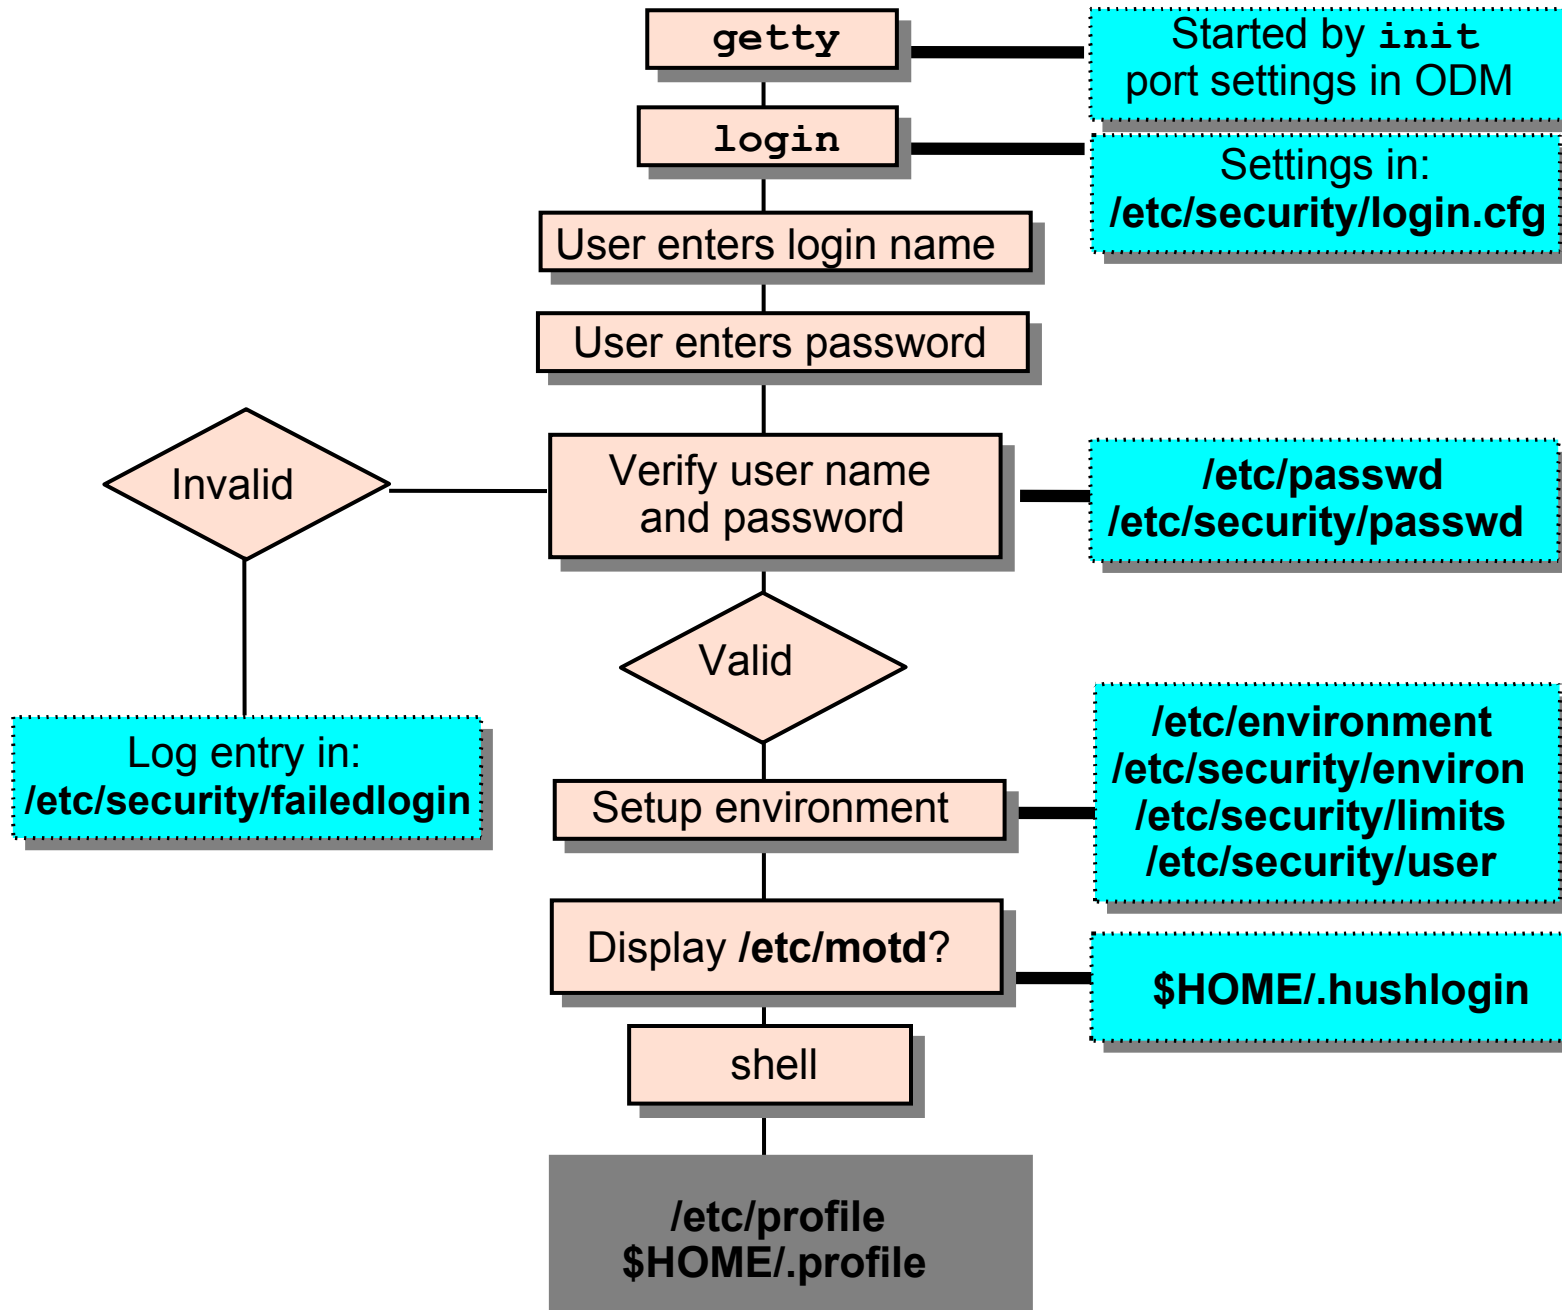 getty
Started by init
port settings in ODM
login
Settings in:
/etc/security/login.cfg
User enters login name
User enters password
Invalid
Verify user name
and password
/etc/passwd
/etc/security/passwd
Valid
Log entry in:
/etc/security/failedlogin
Setup environment
/etc/environment
/etc/security/environ
/etc/security/limits
/etc/security/user
Display /etc/motd?
$HOME/.hushlogin
shell
/etc/profile
$HOME/.profile